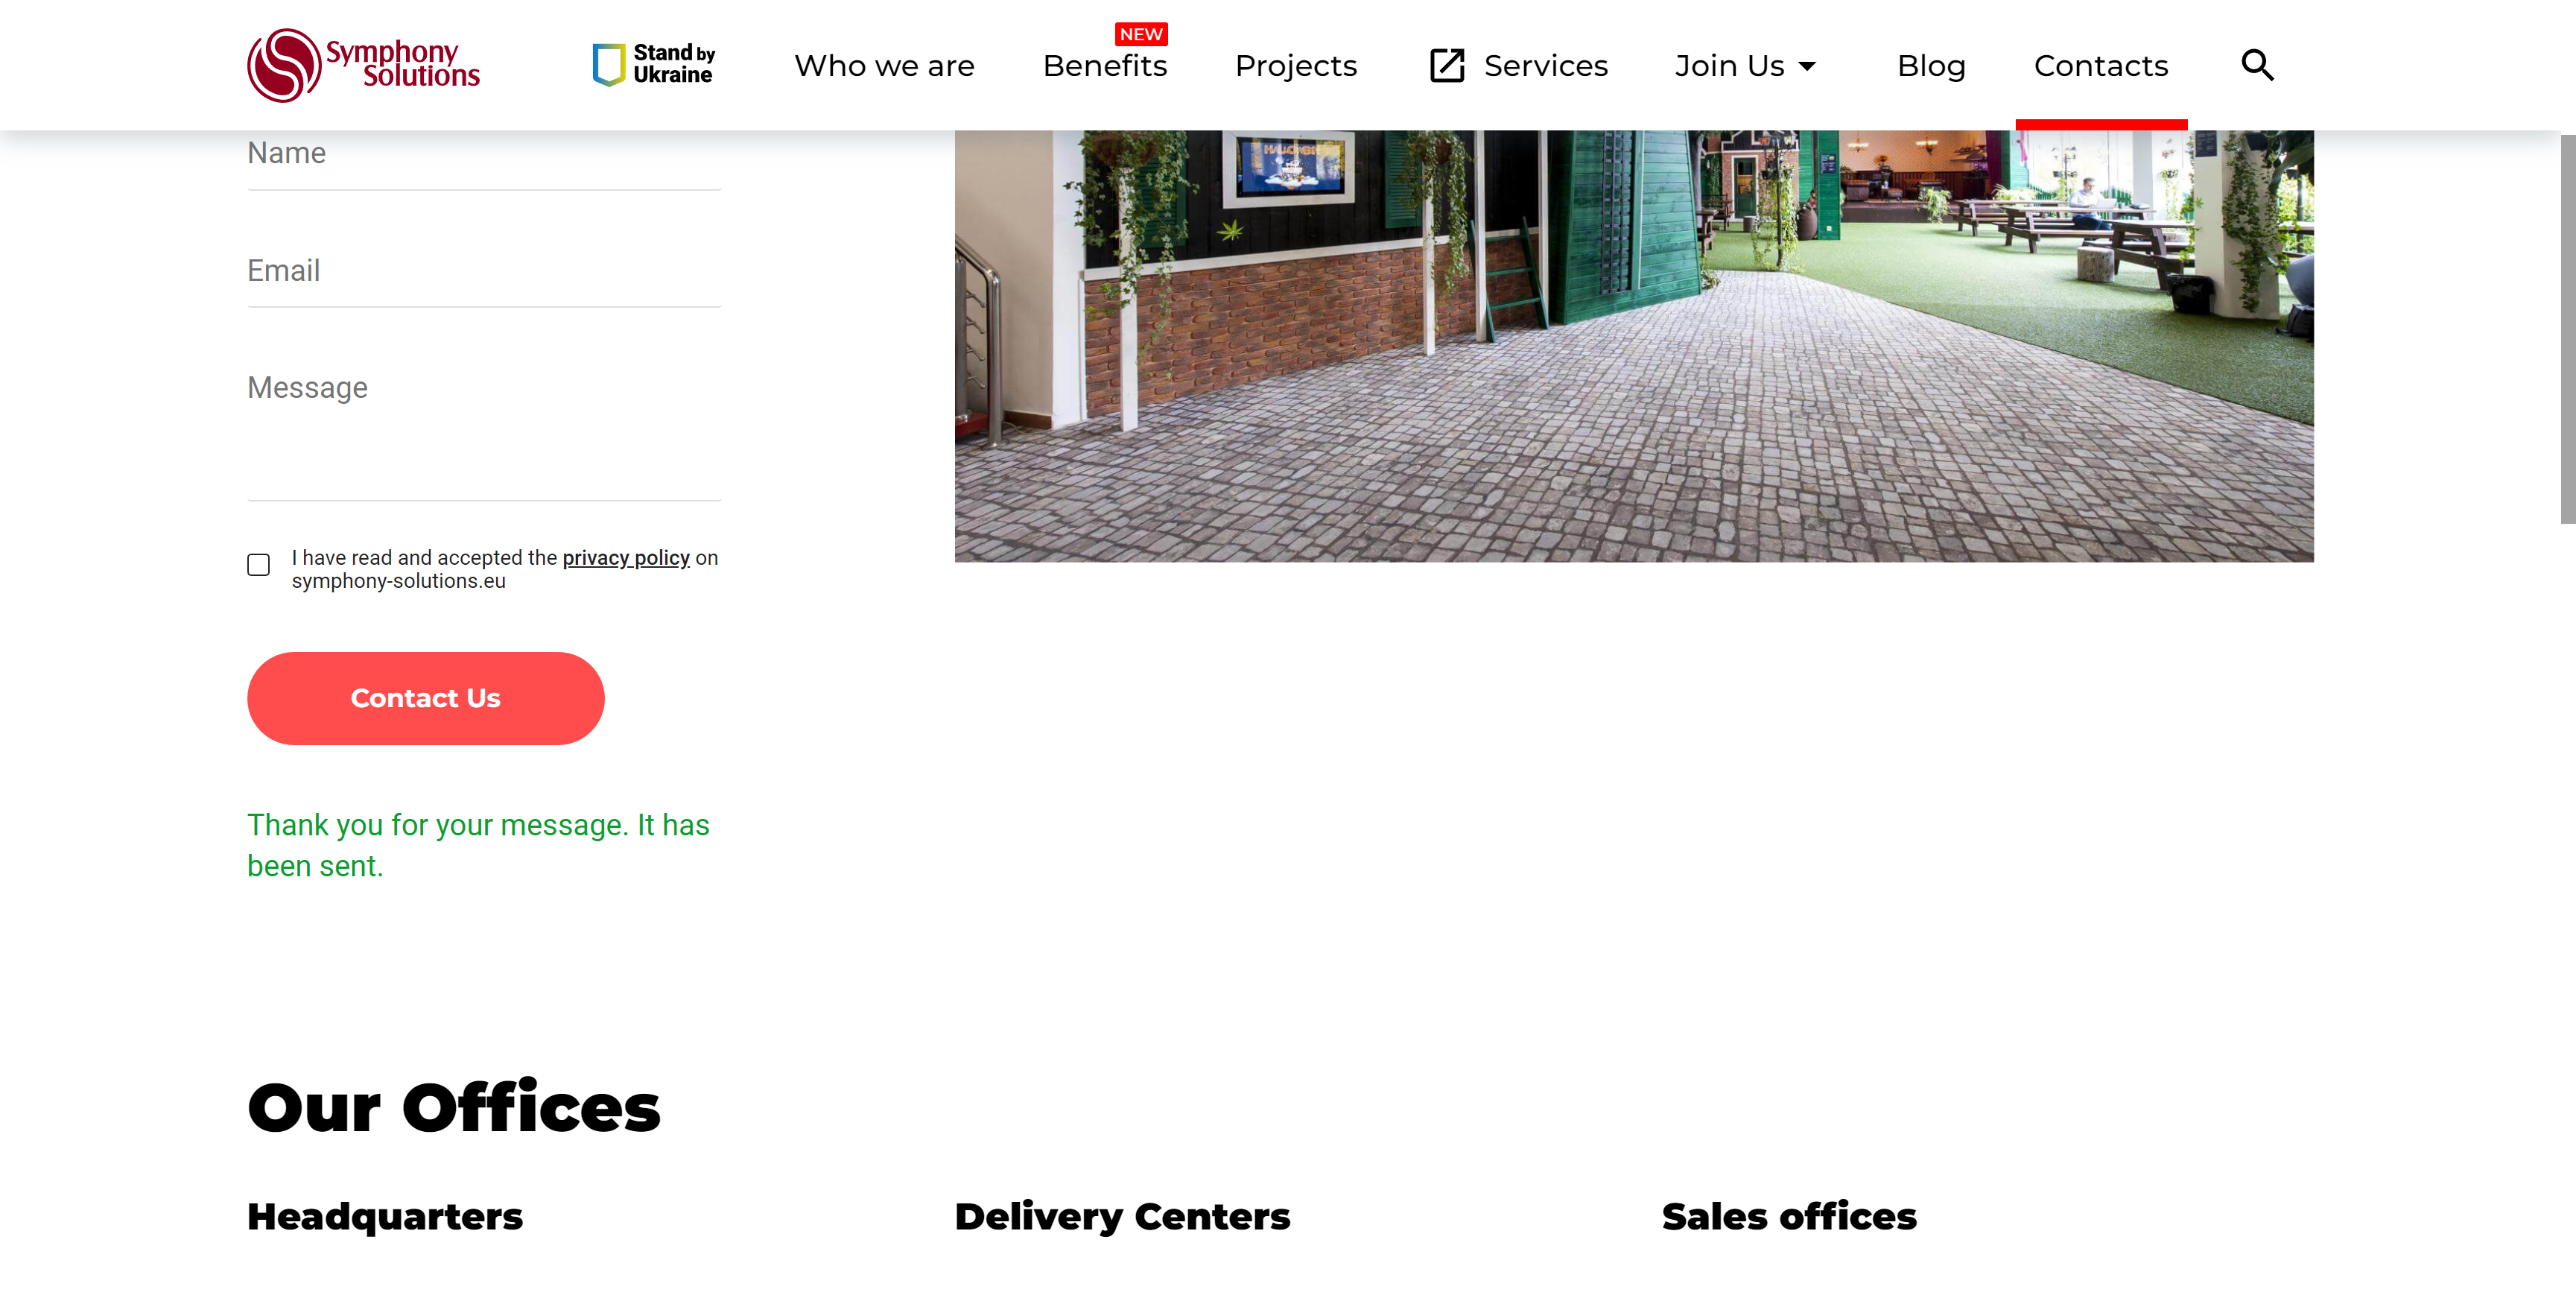 Symphony
Solutions
Stand by
Ukraine
Who we are
NEW
Benefits
Projects
Services
Join Us
Blog
Contacts
Name
Email
Message
I have read and accepted the privacy policy on
symphony-solutions.eu
Contact Us
Thank you for your message. It has
been sent.
Our Offices
Headquarters
Delivery Centers
Sales offices